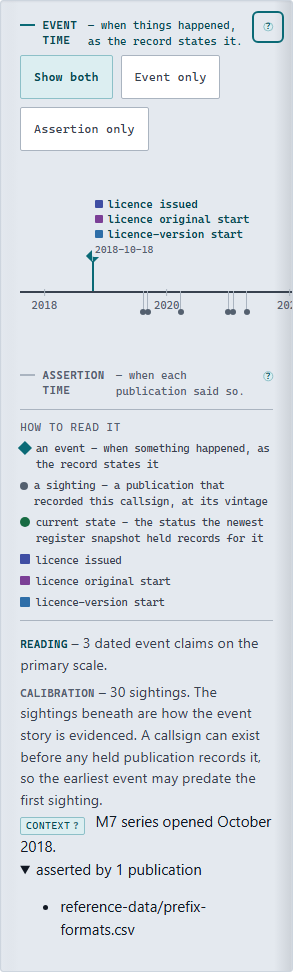 EVENT TIME – when things happened, as the record states it. ?
Show both
Event only
Assertion only
licence issued
licence original start
licence-version start
2018-10-18
2018
2020
ASSERTION TIME – when each publication said so. ?
HOW TO READ IT
an event – when something happened, as
the record states it
a sighting – a publication that
recorded this callsign, at its vintage
current state – the status the newest
register snapshot held records for it
licence issued
licence original start
licence-version start
READING – 3 dated event claims on the
primary scale.
CALIBRATION – 30 sightings. The
sightings beneath are how the event
story is evidenced. A callsign can exist
before any held publication records it,
so the earliest event may predate the
first sighting.
CONTEXT ? M7 series opened October
2018.
▼ asserted by 1 publication
• reference-data/prefix-
formats.csv